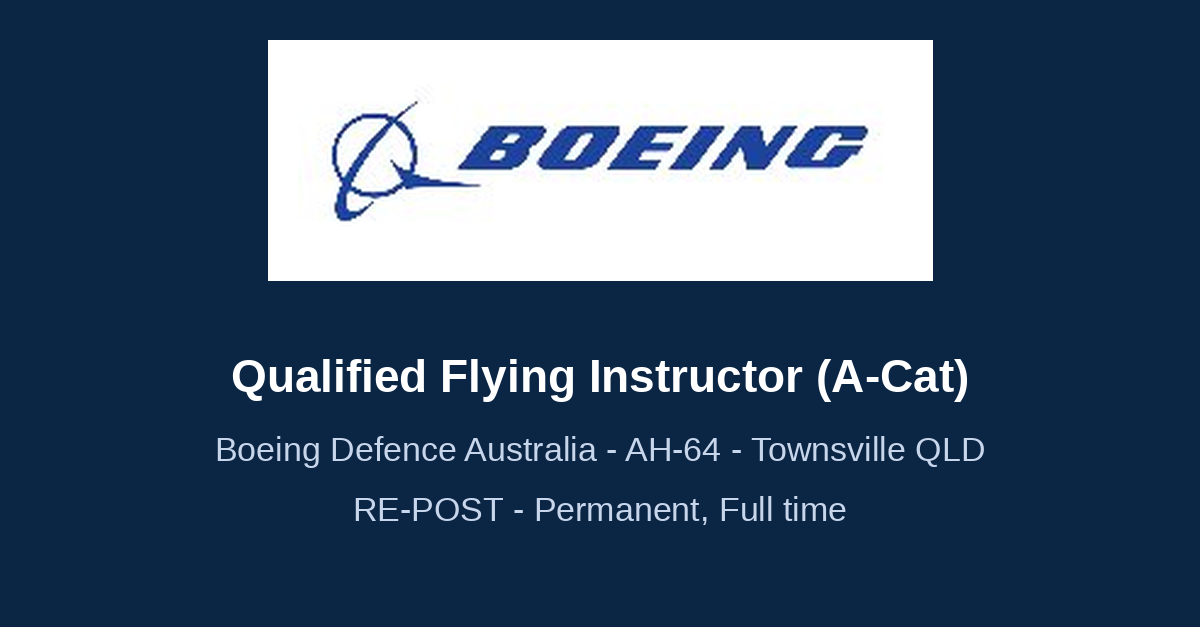 BOEING
Qualified Flying Instructor (A-Cat)
Boeing Defence Australia - AH-64 - Townsville QLD
RE-POST - Permanent, Full time